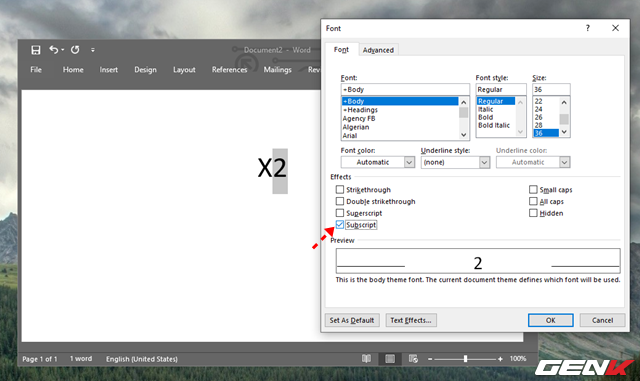 Document2 - Word
File Home Insert Design Layout References Mailings Rev
X2
Page 1 of 1 1 word English (United States) 100%
Font ? ×
Font Advanced
Font: Font style: Size:
+Body Regular 36
+Body Regular 22
+Headings Italic 24
Agency FB Bold 26
Algerian Bold Italic 28
Arial 36
Font color: Underline style: Underline color:
Automatic (none) Automatic
Effects
Strikethrough Small caps
Double strikethrough All caps
Superscript Hidden
Subscript
Preview
2
This is the body theme font. The current document theme defines which font will be used.
Set As Default Text Effects... OK Cancel
GENK